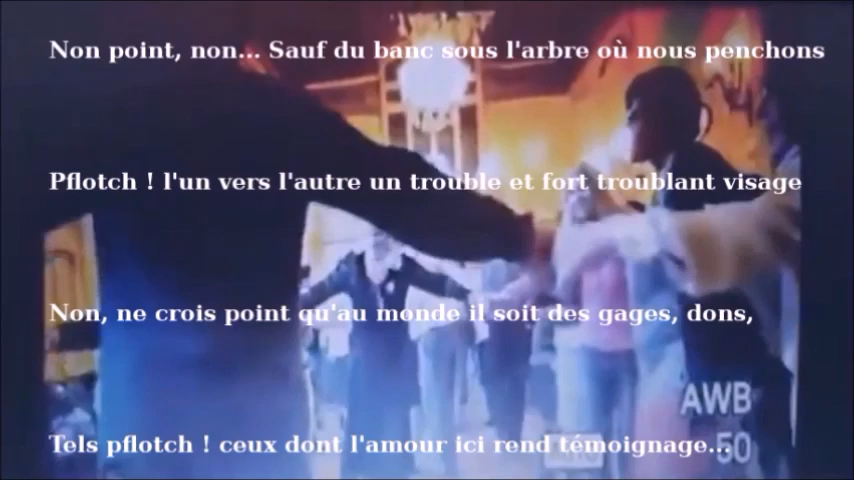 Non point, non... Sauf du banc sous l'arbre où nous penchons
Pflotch ! l'un vers l'autre un trouble et fort troublant visage
Non, ne crois point qu'au monde il soit des gages, dons,
AWB
Tels pflotch ! ceux dont l'amour ici rend témoignage...
50